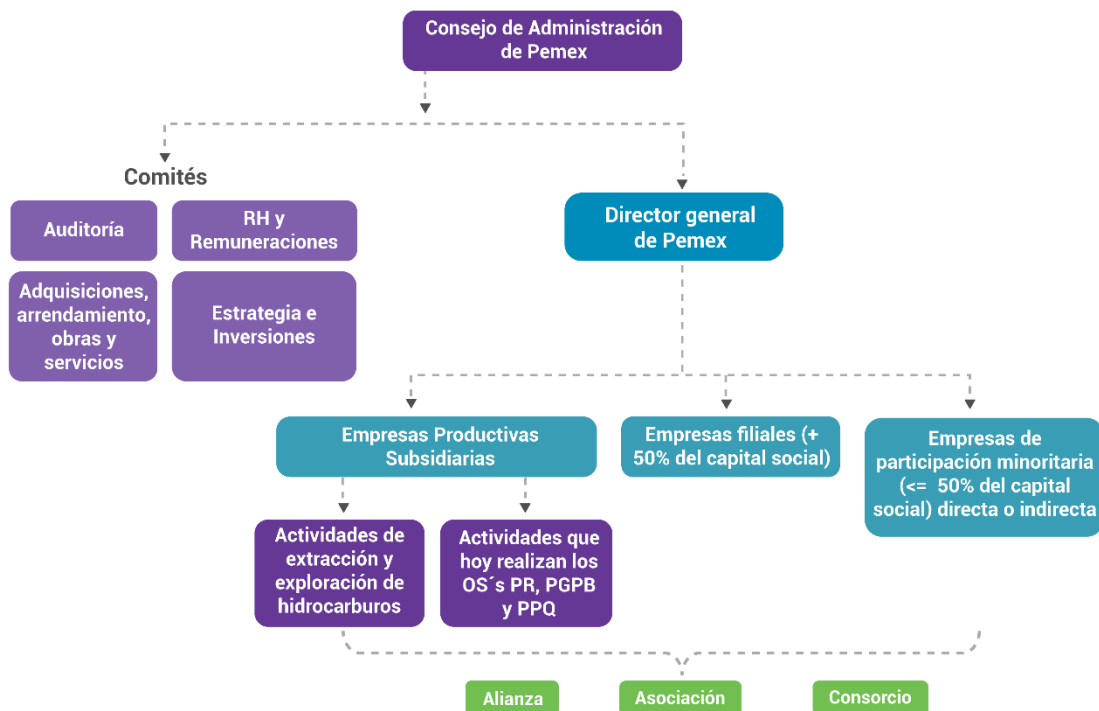 Consejo de Administración
de Pemex
Comités
Auditoría
RH y
Remuneraciones
Adquisiciones,
arrendamiento,
obras y
servicios
Estrategia e
Inversiones
Director general
de Pemex
Empresas Productivas
Subsidiarias
Empresas filiales (+
50% del capital social)
Empresas de
participación minoritaria
(<= 50% del capital
social) directa o indirecta
Actividades de
extracción y
exploración de
hidrocarburos
Actividades que
hoy realizan los
OS´s PR, PGPB
y PPQ
Alianza
Asociación
Consorcio